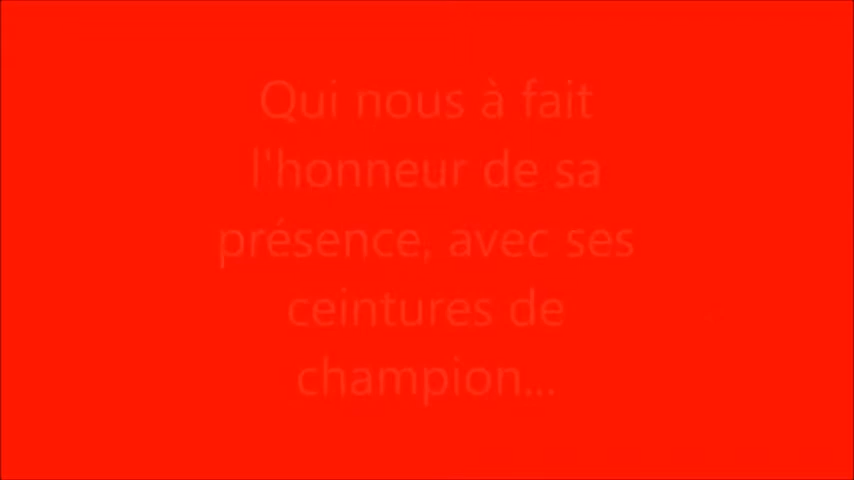 Qui nous à fait
l'honneur de sa
présence, avec ses
ceintures de
champion...